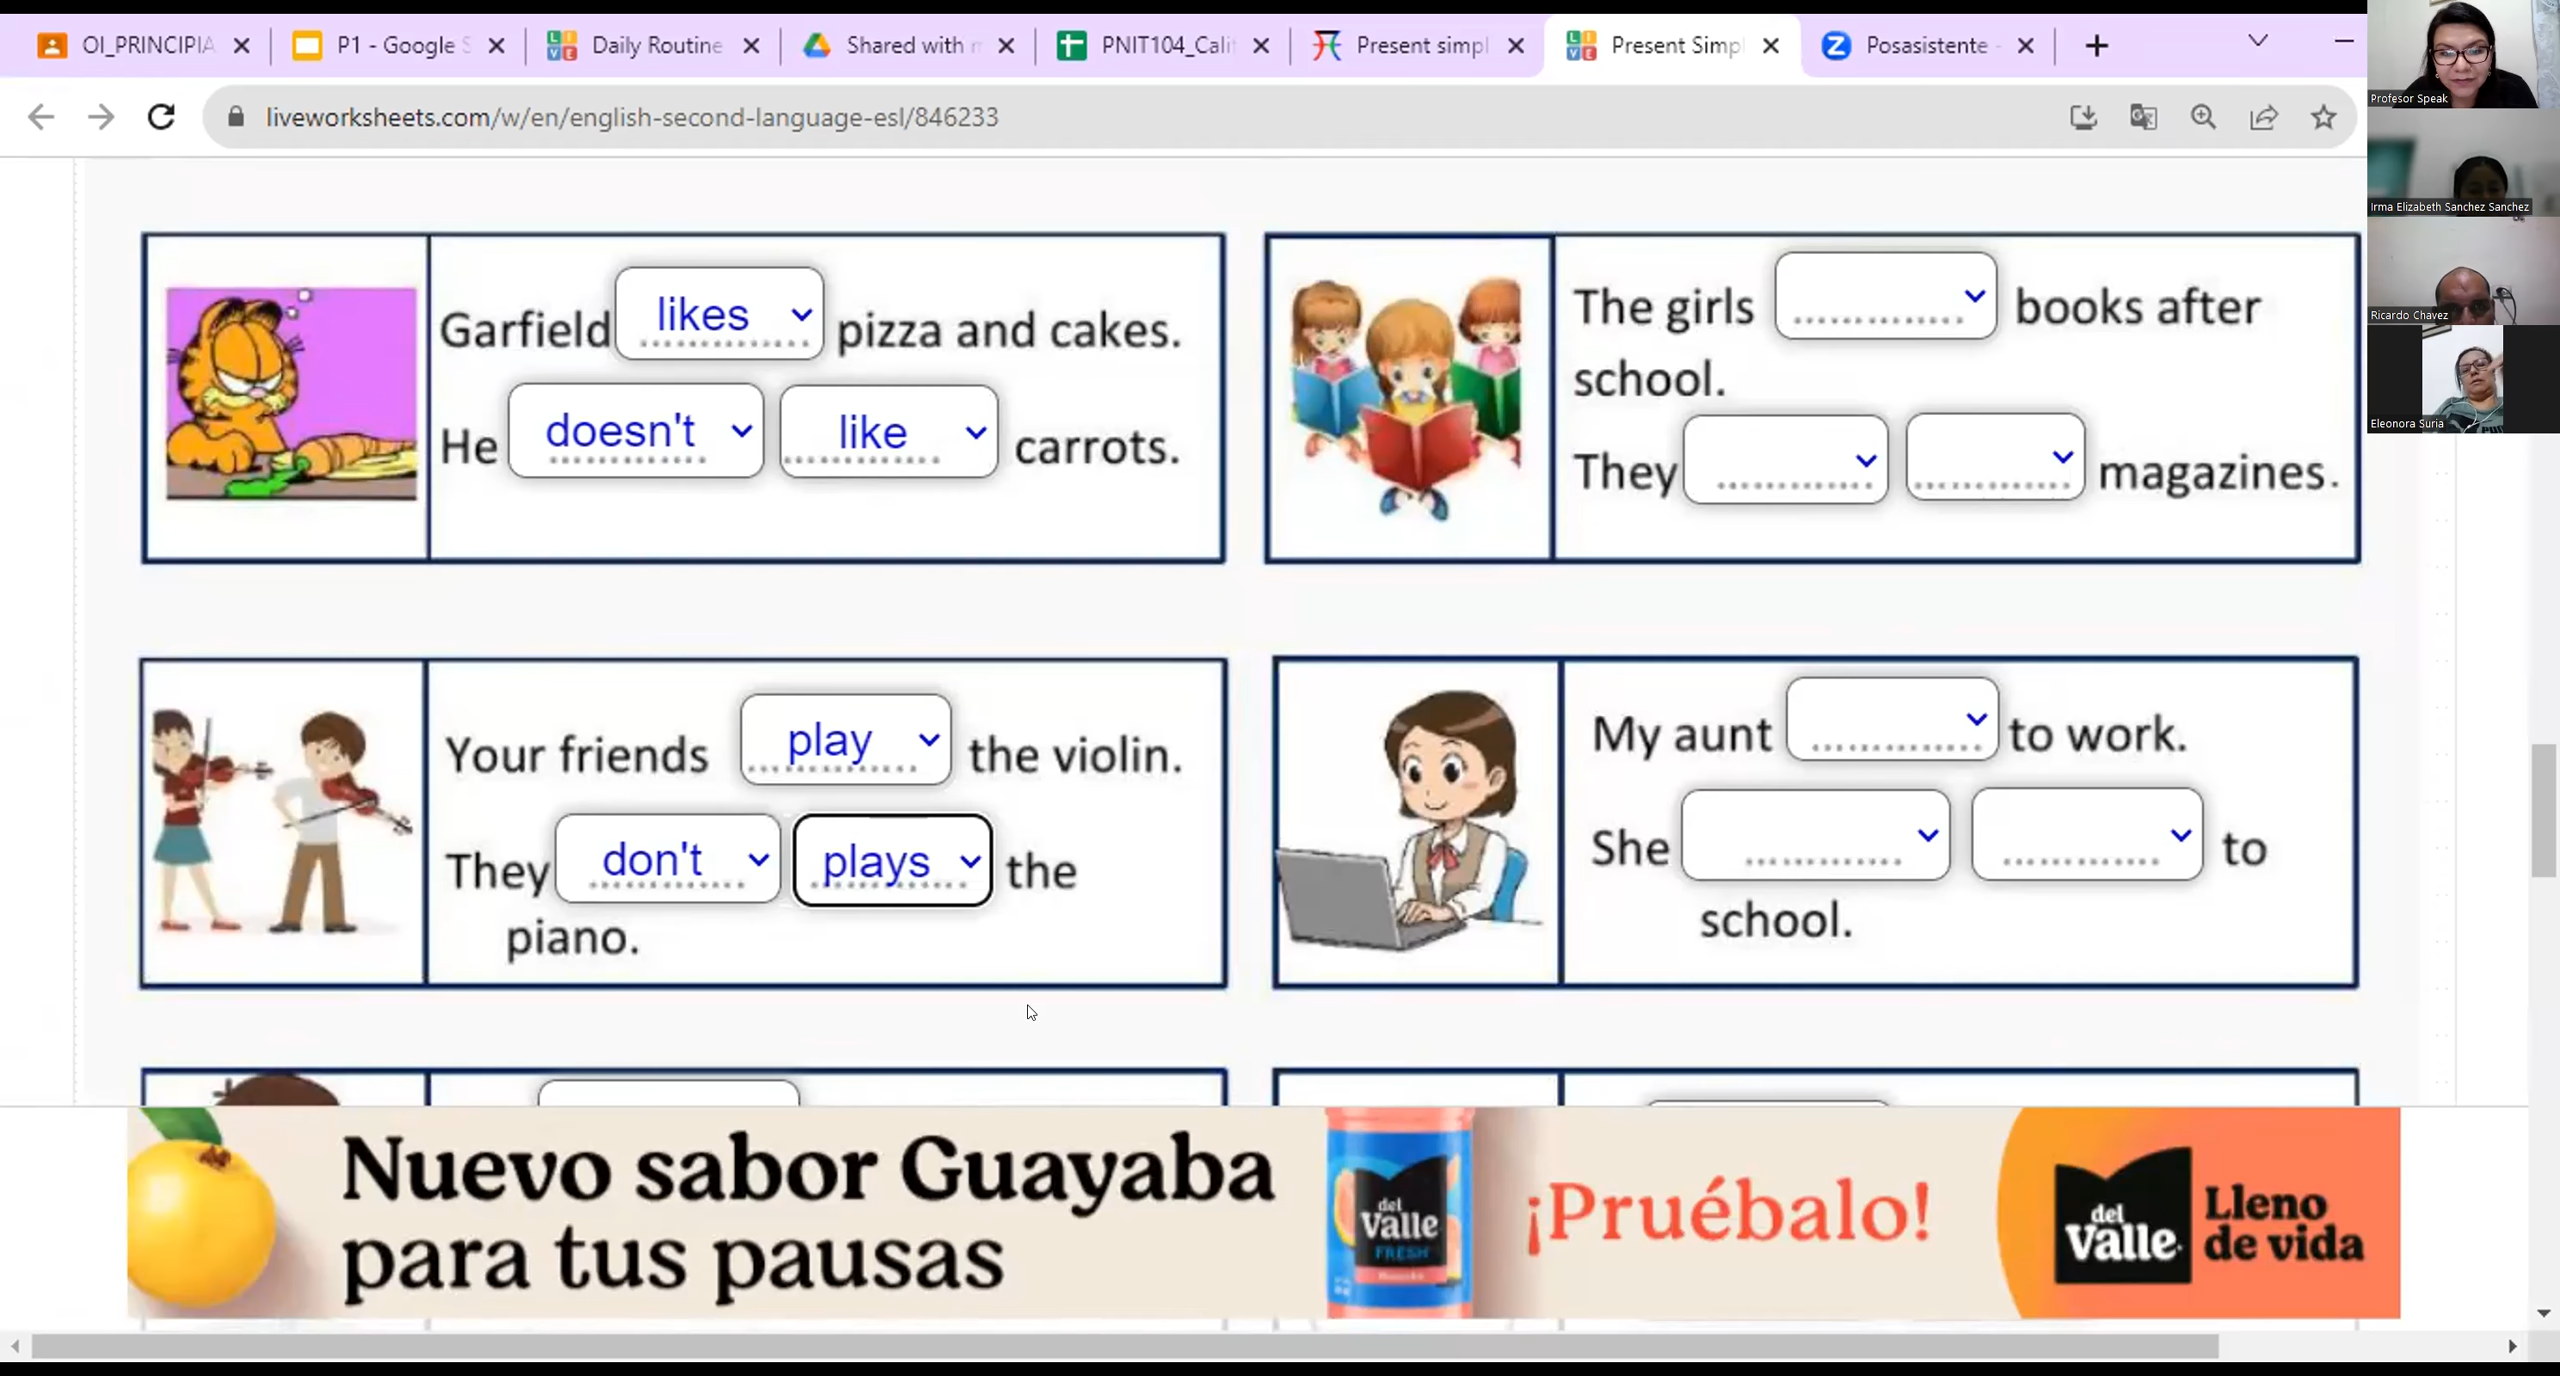 OI_PRINCIPIA
P1 - Google S
Daily Routine
Shared with m
PNIT104_Cali
Present simpl
Present Simpl
Posasistente -
liveworksheets.com/w/en/english-second-language-esl/846233
Profesor Speak
Irma Elizabeth Sanchez Sanchez
Ricardo Chavez
Eleonora Suria
Garfield likes pizza and cakes.
He doesn't like carrots.
The girls .............. books after
school.
They ............. ............. magazines.
Your friends play the violin.
They don't plays the
piano.
My aunt .............. to work.
She ............. ............. to
school.
Nuevo sabor Guayaba
para tus pausas
del
Valle
FRESH
¡Pruébalo!
del
Valle
Lleno
de vida